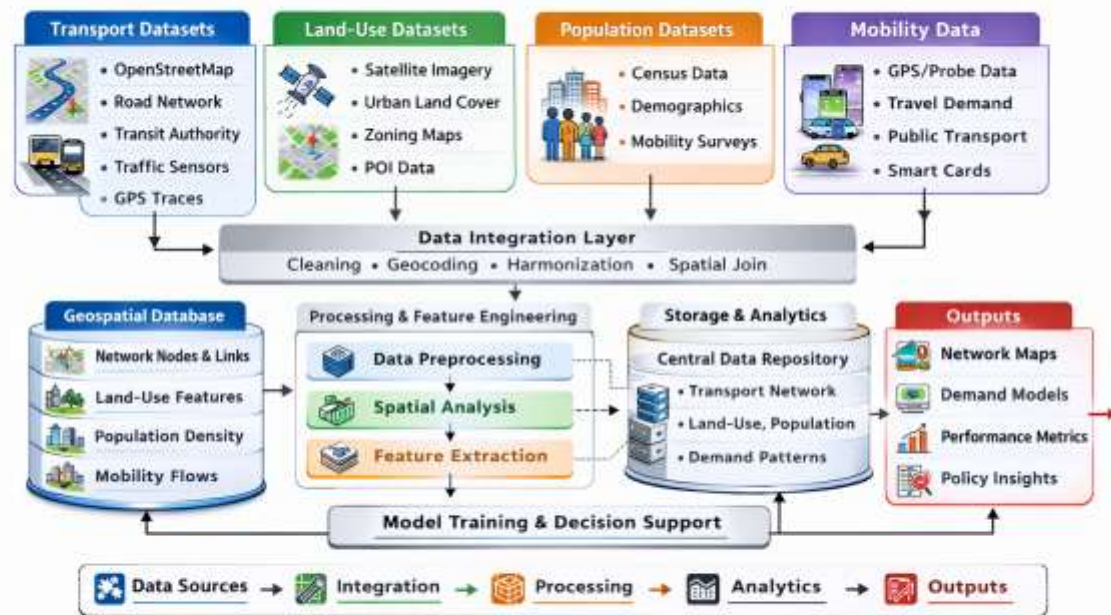 Transport Datasets
• OpenStreetMap
• Road Network
• Transit Authority
• Traffic Sensors
• GPS Traces
Land-Use Datasets
• Satellite Imagery
• Urban Land Cover
• Zoning Maps
• POI Data
Population Datasets
• Census Data
• Demographics
• Mobility Surveys
Mobility Data
• GPS/Probe Data
• Travel Demand
• Public Transport
• Smart Cards
Data Integration Layer
Cleaning • Geocoding • Harmonization • Spatial Join
Geospatial Database
Network Nodes & Links
Land-Use Features
Population Density
Mobility Flows
Processing & Feature Engineering
Data Preprocessing
Spatial Analysis
Feature Extraction
Storage & Analytics
Central Data Repository
• Transport Network
• Land-Use, Population
• Demand Patterns
Outputs
Network Maps
Demand Models
Performance Metrics
Policy Insights
Model Training & Decision Support
Data Sources
Integration
Processing
Analytics
Outputs